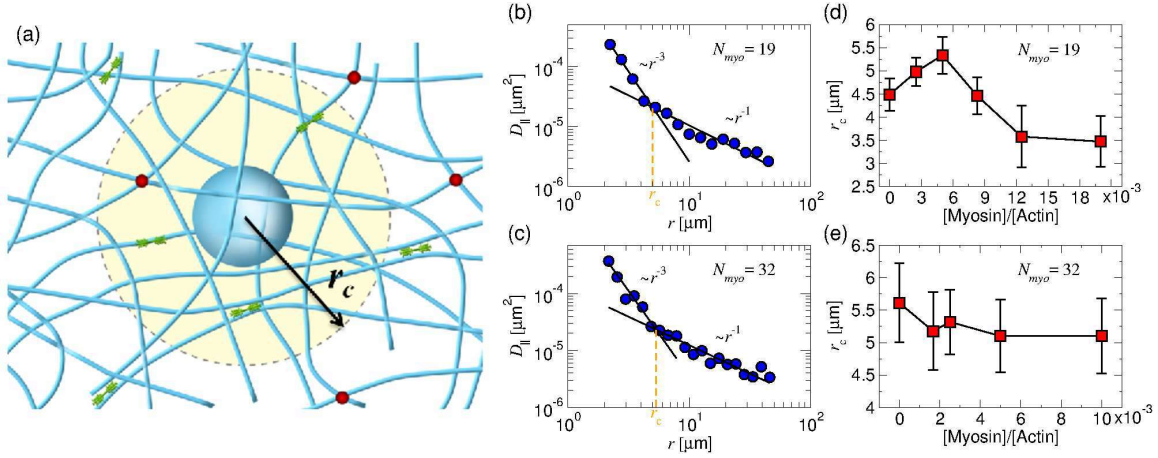 (a)
r_c
(b)
10^-4
10^-5
10^-6
D_∥ [μm²]
N_myo = 19
~r^-3
~r^-1
r_c
10^0
10^1
10^2
r [μm]
(c)
10^-4
10^-5
10^-6
D_∥ [μm²]
N_myo = 32
~r^-3
~r^-1
r_c
10^0
10^1
10^2
r [μm]
(d)
6
5.5
5
4.5
4
3.5
3
2.5
r_c [μm]
N_myo = 19
0 3 6 9 12 15 18 ×10^-3
[Myosin]/[Actin]
(e)
6.5
6
5.5
5
4.5
4
r_c [μm]
N_myo = 32
0 2 4 6 8 10 ×10^-3
[Myosin]/[Actin]